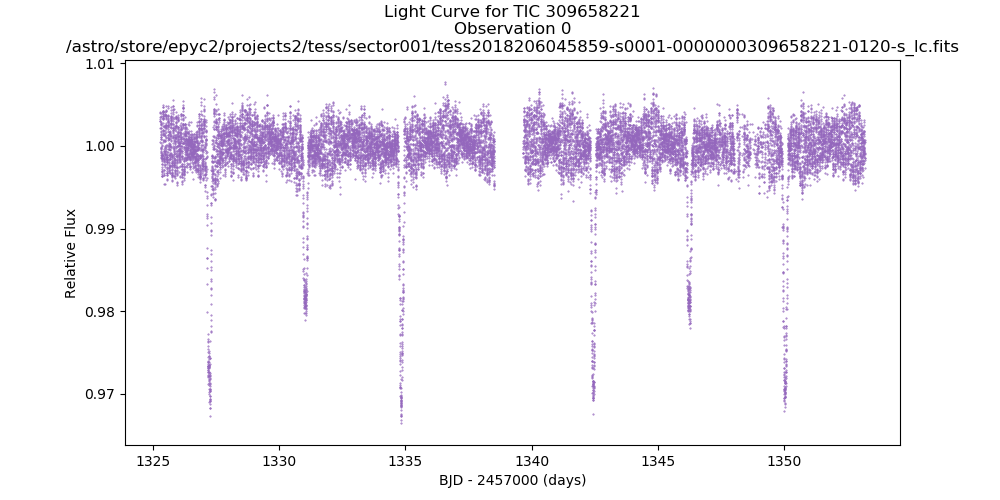 Light Curve for TIC 309658221
Observation 0
/astro/store/epyc2/projects2/tess/sector001/tess2018206045859-s0001-0000000309658221-0120-s_lc.fits
1.01
1.00
0.99
0.98
0.97
Relative Flux
1325
1330
1335
1340
1345
1350
BJD - 2457000 (days)